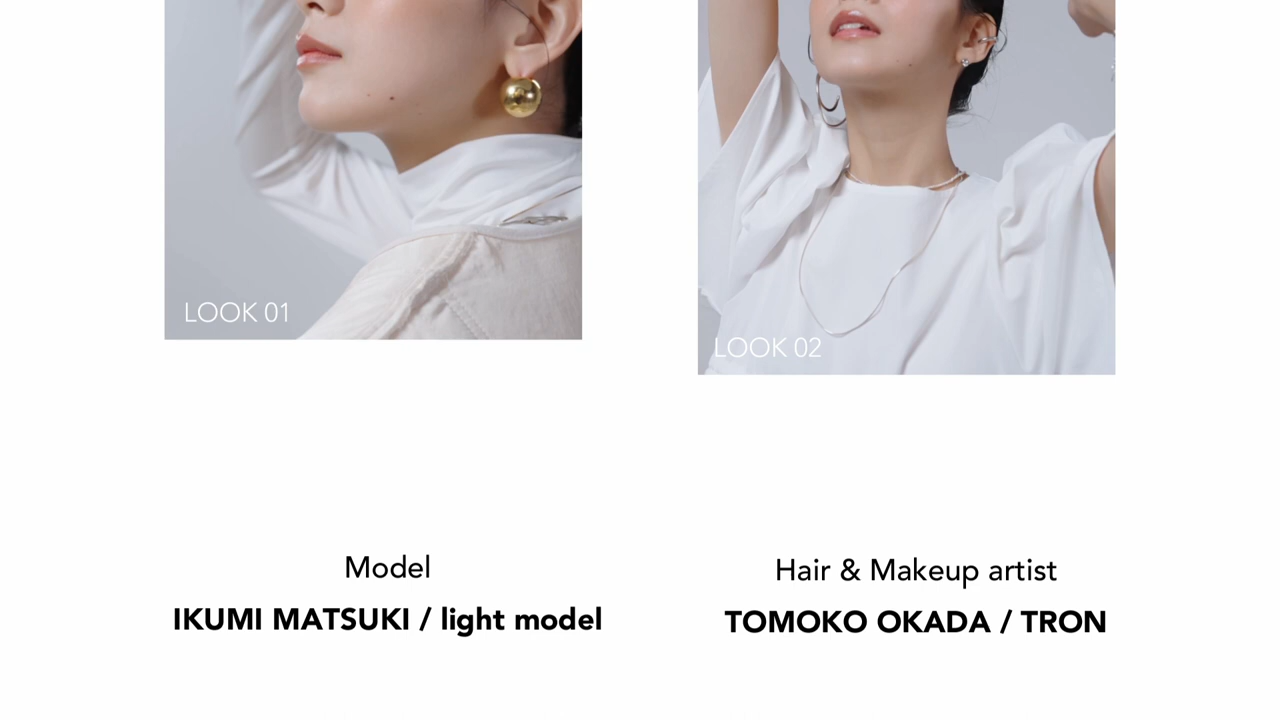 LOOK 01
LOOK 02
Model
IKUMI MATSUKI / light model
Hair & Makeup artist
TOMOKO OKADA / TRON